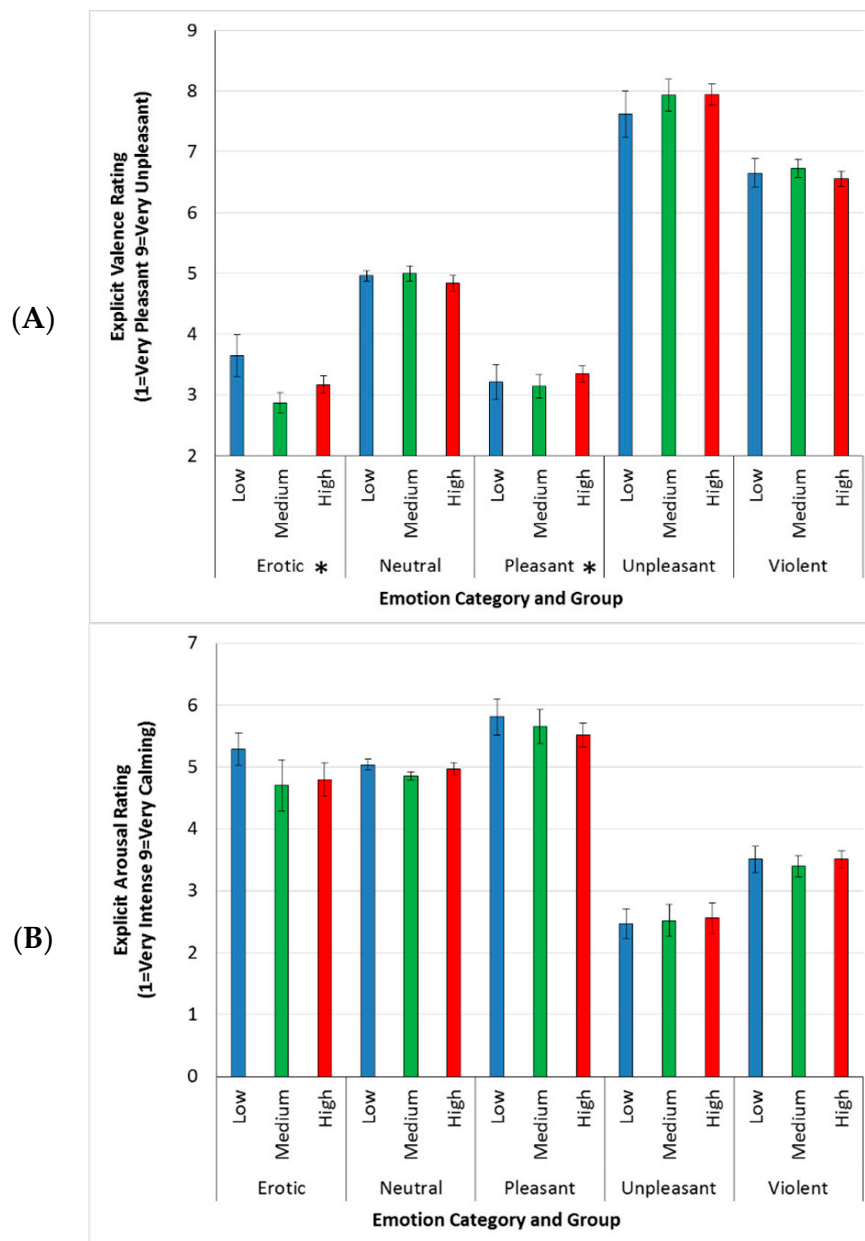 (A)
Explicit Valence Rating
(1=Very Pleasant 9=Very Unpleasant)
9
8
7
6
5
4
3
2
Low Medium High Low Medium High Low Medium High Low Medium High Low Medium High
Erotic * Neutral Pleasant * Unpleasant Violent
Emotion Category and Group
(B)
Explicit Arousal Rating
(1=Very Intense 9=Very Calming)
7
6
5
4
3
2
1
0
Low Medium High Low Medium High Low Medium High Low Medium High Low Medium High
Erotic Neutral Pleasant Unpleasant Violent
Emotion Category and Group